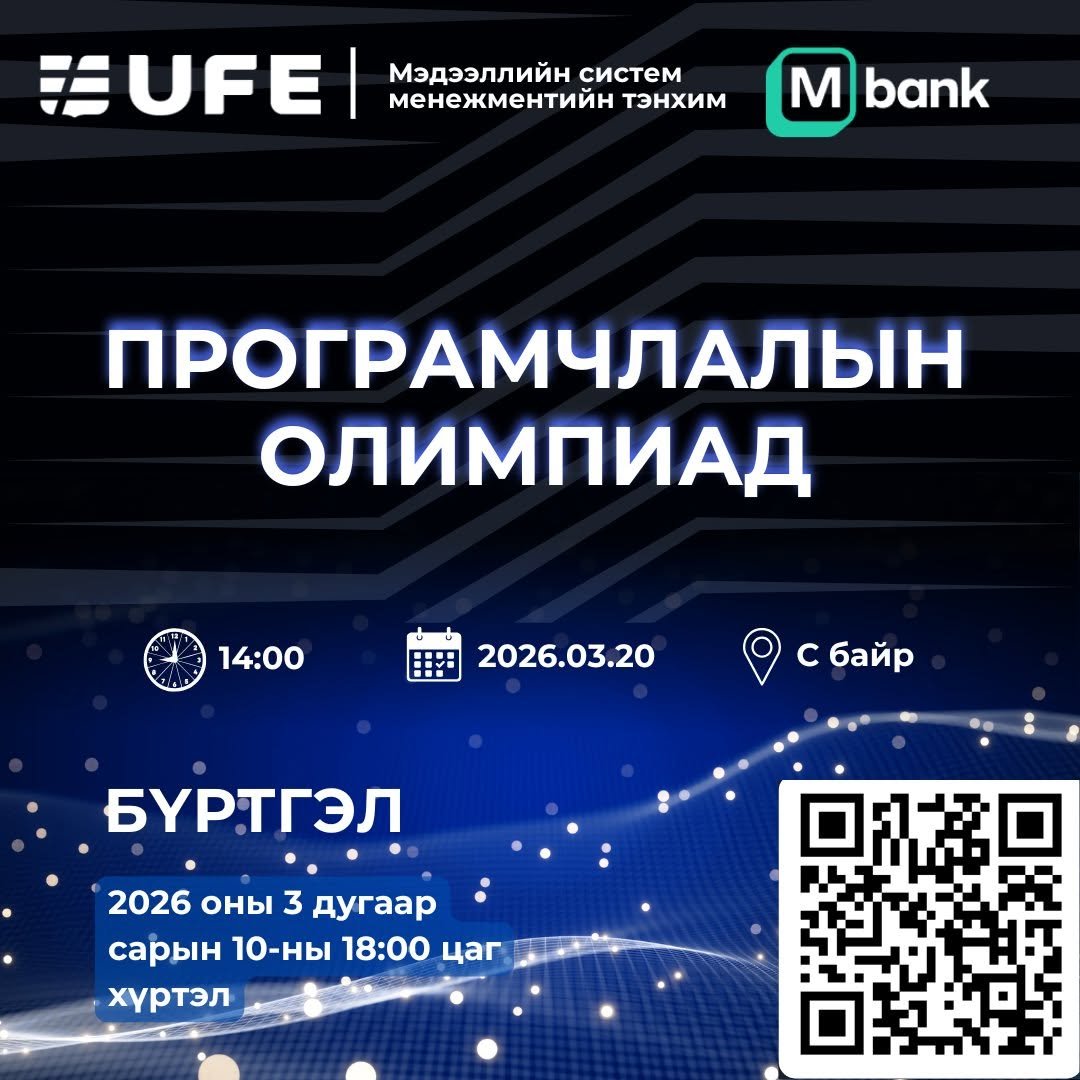 UFE
Мэдээллийн систем
менежментийн тэнхим
M bank
ПРОГРАМЧЛАЛЫН
ОЛИМПИАД
14:00
2026.03.20
С байр
БҮРТГЭЛ
2026 оны 3 дугаар
сарын 10-ны 18:00 цаг
хүртэл